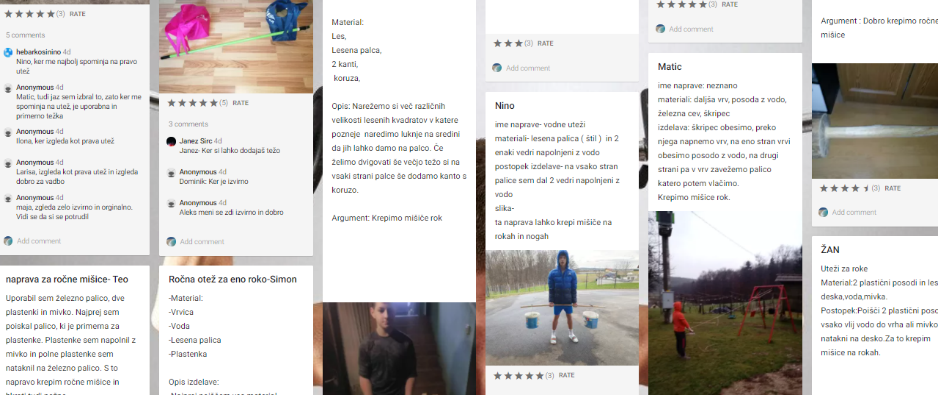 (3) RATE
5 comments
hebarkosinino 4d
Nino, ker me najbolj spominja na pravo
utež
Anonymous 4d
Matic, tudi jaz sem izbral to, zato ker me
spominja na utež, je uporabna in
primerno težka
Anonymous 4d
Ilona, ker izgleda kot prava utež
Anonymous 4d
Larisa, izgleda kot prava utež in izgleda
dobro za vadbo
Anonymous 4d
maja, zgleda zelo izvirno in orginalno.
Vidi se da si se potrudil
Add comment
naprava za ročne mišice- Teo
Uporabil sem železno palico, dve
plastenki in mivko. Najprej sem
poiskal palico, ki je primerna za
plastenke. Plastenke sem napolnil z
mivko in polne plastenke sem
nataknil na železno palico. S to
napravo krepim ročne mišice in
(5) RATE
3 comments
Janez Sirc 4d
Janez- Ker si lahko dodajaš težo
Anonymous 4d
Dominik: Ker je izvirno
Anonymous 4d
Aleks meni se zdi izvirno in dobro
Add comment
Ročna otež za eno roko-Simon
-Material:
-Vrvica
-Voda
-Lesena palica
-Plastenka
Opis izdelave:
Material:
Les,
Lesena palca,
2 kanti,
koruza,
Opis: Narežemo si več različnih
velikosti lesenih kvadratov v katere
pozneje naredimo luknje na sredini
da jih lahko damo na palco. Če
želimo dvigovati še večjo težo si na
vsaki strani palce še dodamo kanto s
koruzo.
Argument: Krepimo mišice rok
(3) RATE
Add comment
Nino
ime naprave- vodne uteži
materiali- lesena palica ( štil ) in 2
enaki vedri napolnjeni z vodo
postopek izdelave- na vsako stran
palice sem dal 2 vedri napolnjeni z
vodo
slika-
ta naprava lahko krepi mišiče na
rokah in nogah
(3) RATE
(3) RATE
Add comment
Matic
ime naprave: neznano
materiali: daljša vrv, posoda z vodo,
železna cev, škripec
izdelava: škripec obesimo, preko
njega napnemo vrv, na eno stran vrvi
obesimo posodo z vodo, na drugi
strani pa v vrv zavežemo palico
katero potem vlačimo.
Krepimo mišice rok.
Argument : Dobro krepimo ročne
mišice
(3) RATE
Add comment
ŽAN
Uteži za roke
Material:2 plastični posodi in les
deska,voda,mivka.
Postopek:Poišči 2 plastični poso
vsako vlij vodo do vrha ali mivko
natakni na desko.Za to krepim
mišice na rokah.